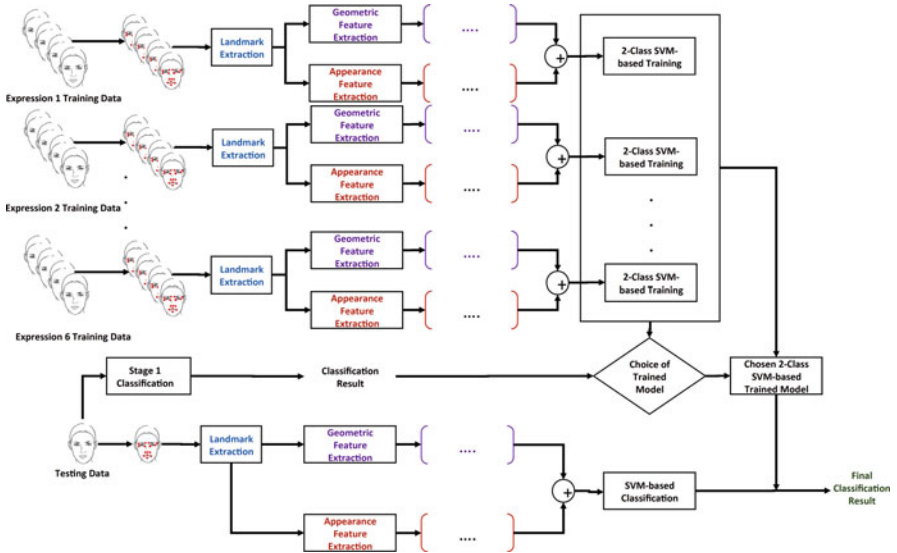 Landmark
Extraction
Geometric
Feature
Extraction
....
Appearance
Feature
Extraction
....
+
2-Class SVM-
based Training
Expression 1 Training Data
Landmark
Extraction
Geometric
Feature
Extraction
....
Appearance
Feature
Extraction
....
+
2-Class SVM-
based Training
Expression 2 Training Data
Landmark
Extraction
Geometric
Feature
Extraction
....
Appearance
Feature
Extraction
....
+
2-Class SVM-
based Training
Expression 6 Training Data
Stage 1
Classification
Classification
Result
Choice of
Trained
Model
Chosen 2-Class
SVM-based
Trained Model
Testing Data
Landmark
Extraction
Geometric
Feature
Extraction
....
Appearance
Feature
Extraction
....
+
SVM-based
Classification
Final
Classification
Result